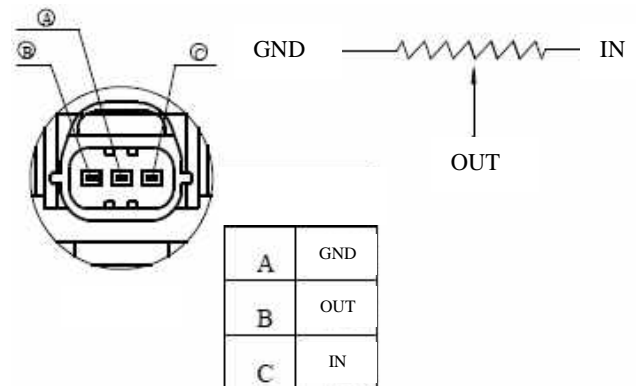 Ⓐ
Ⓑ
Ⓒ
GND
IN
OUT
A GND
B OUT
C IN